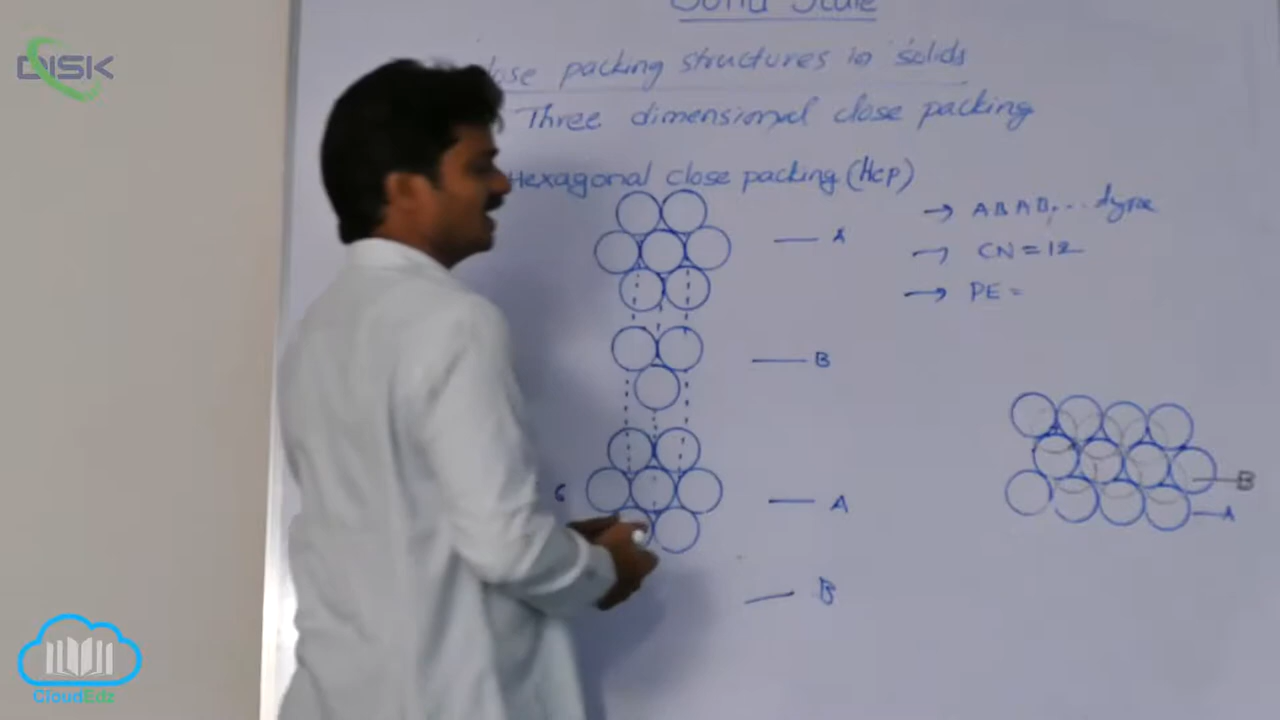 Solid State
close packing structures in solids
Three dimensional close packing
Hexagonal close packing (Hcp)
A
→ ABAB...
→ CN = 12
→ PE =
B
6
A
B
B
A
DISK
CloudEdz